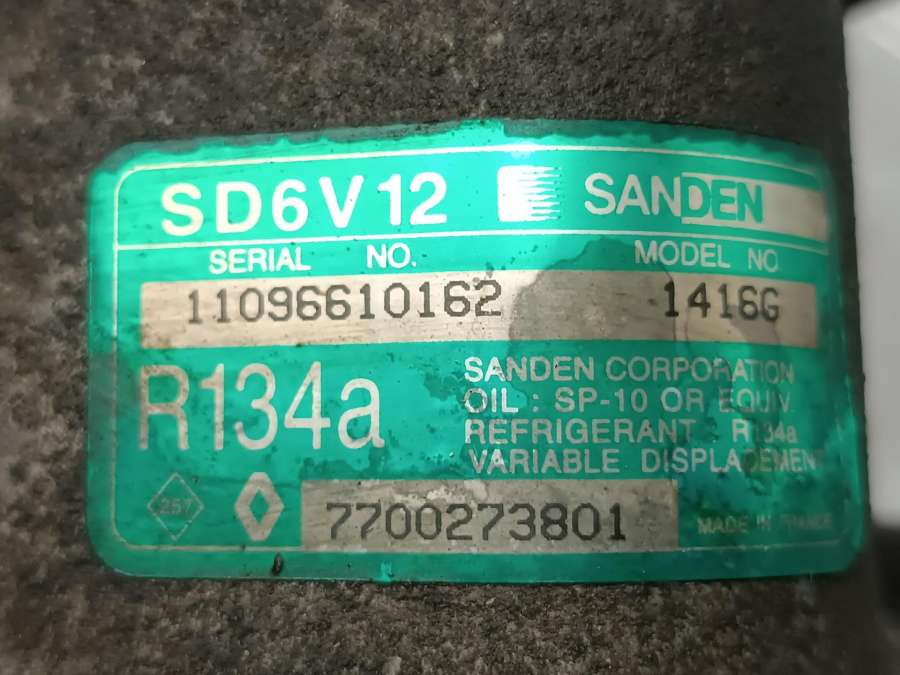 SD6V12 SANDEN
SERIAL NO. MODEL NO
11096610162 1416G
R134a
SANDEN CORPORATION
OIL : SP-10 OR EQUIV.
REFRIGERANT : R134a
VARIABLE DISPLACEMENT
257
7700273801
MADE IN FRANCE